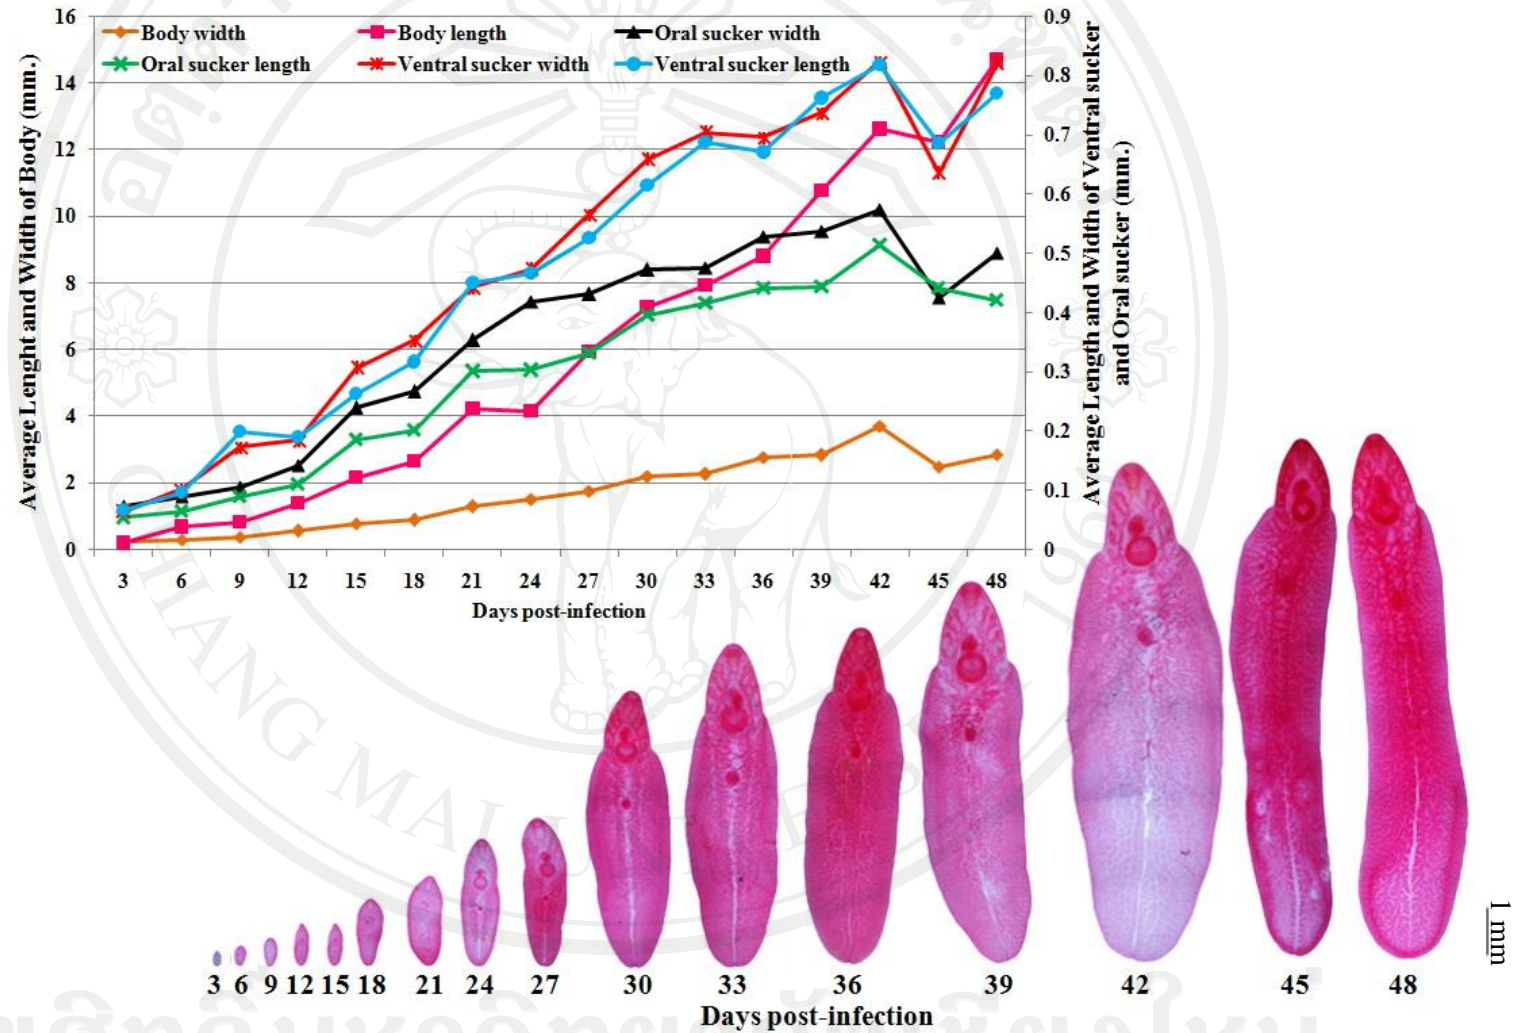 Body width
Body length
Oral sucker width
Oral sucker length
Ventral sucker width
Ventral sucker length
Average Lenght and Width of Body (mm.)
16
14
12
10
8
6
4
2
0
0.9
0.8
0.7
0.6
0.5
0.4
0.3
0.2
0.1
0
Average Length and Width of Ventral sucker
and Oral sucker (mm.)
3 6 9 12 15 18 21 24 27 30 33 36 39 42 45 48
Days post-infection
CHIANG MAI
196
1 mm
3 6 9 12 15 18 21 24 27 30 33 36 39 42 45 48
Days post-infection